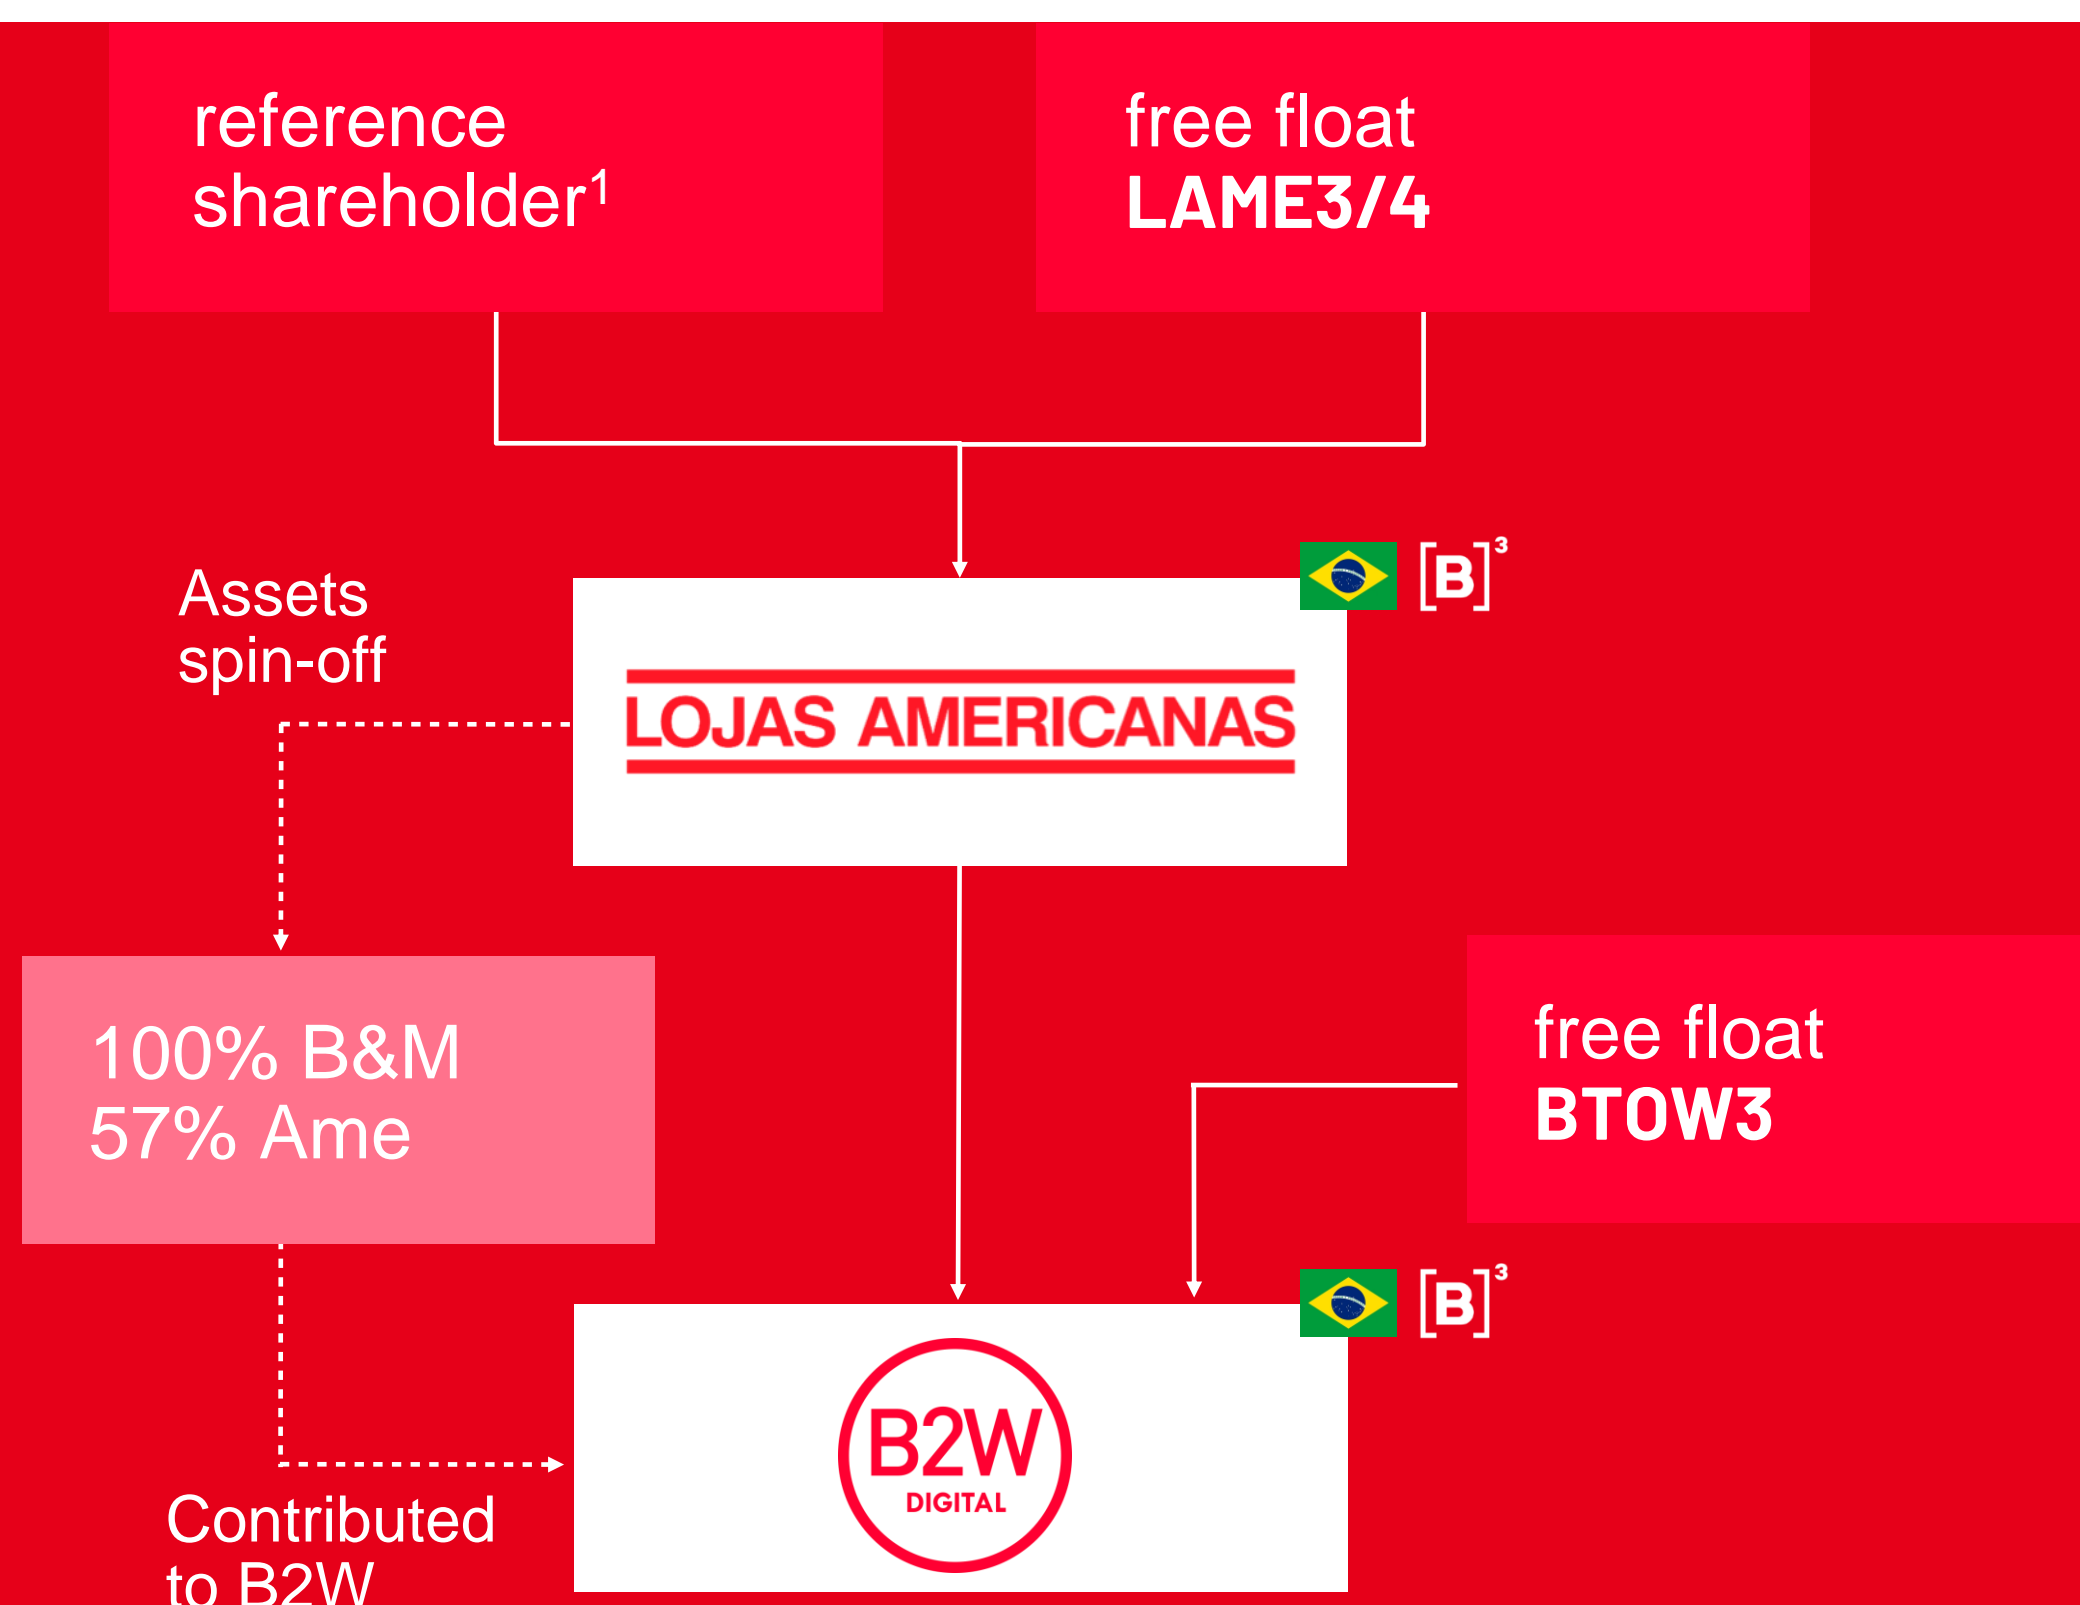 reference
shareholder¹
free float
LAME3/4
[B]³
Assets
spin-off
LOJAS AMERICANAS
100% B&M
57% Ame
free float
BTOW3
[B]³
B2W
DIGITAL
Contributed
to B2W